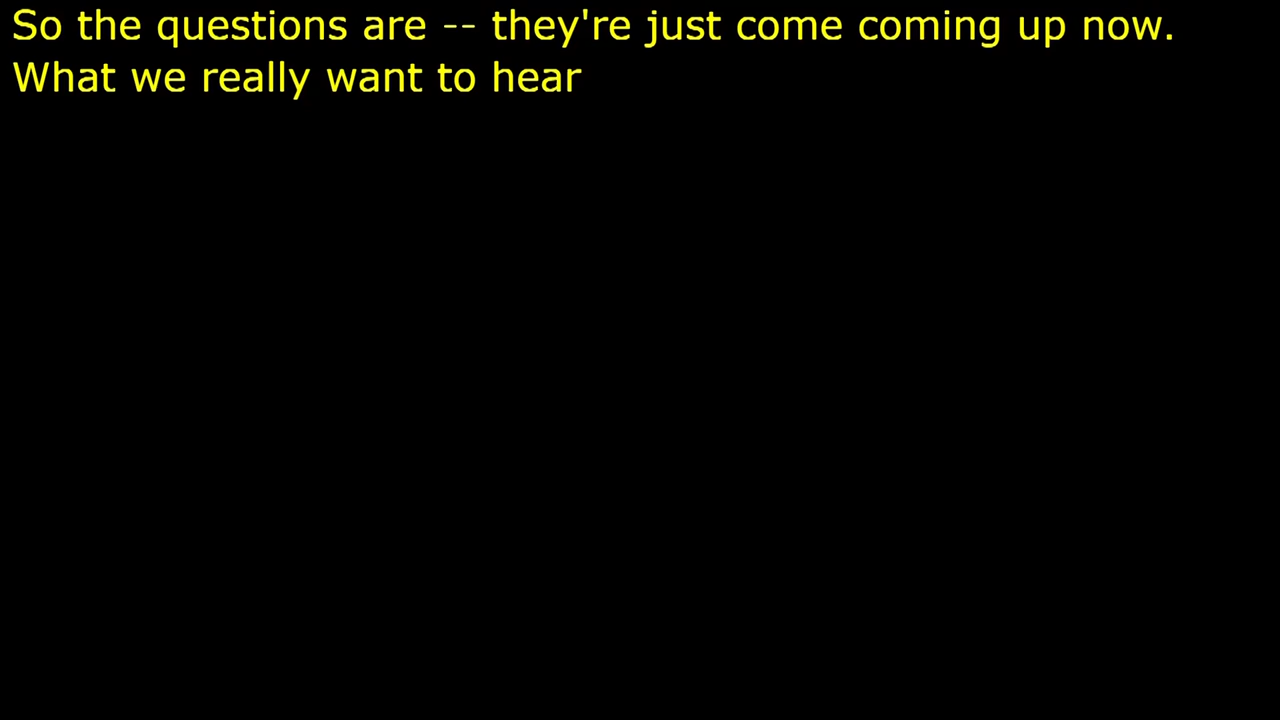 So the questions are -- they're just come coming up now.
What we really want to hear